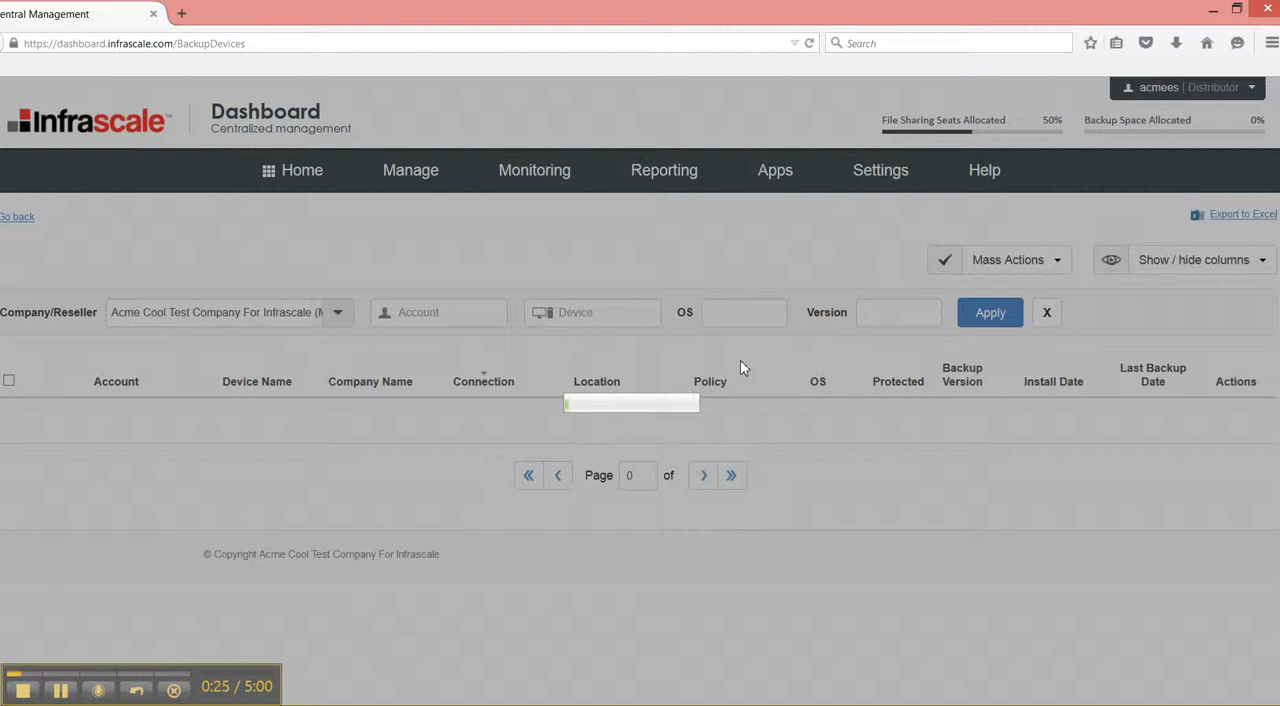 entral Management
https://dashboard.infrascale.com/BackupDevices
Search
acmees | Distributor
Infrascale™
Dashboard
Centralized management
File Sharing Seats Allocated 50%
Backup Space Allocated 0%
Home Manage Monitoring Reporting Apps Settings Help
Go back
Export to Excel
Mass Actions
Show / hide columns
Company/Reseller Acme Cool Test Company For Infrascale (M Account Device OS Version Apply X
Account Device Name Company Name Connection Location Policy OS Protected Backup Version Install Date Last Backup Date Actions
Page 0 of
© Copyright Acme Cool Test Company For Infrascale
0:25 / 5:00